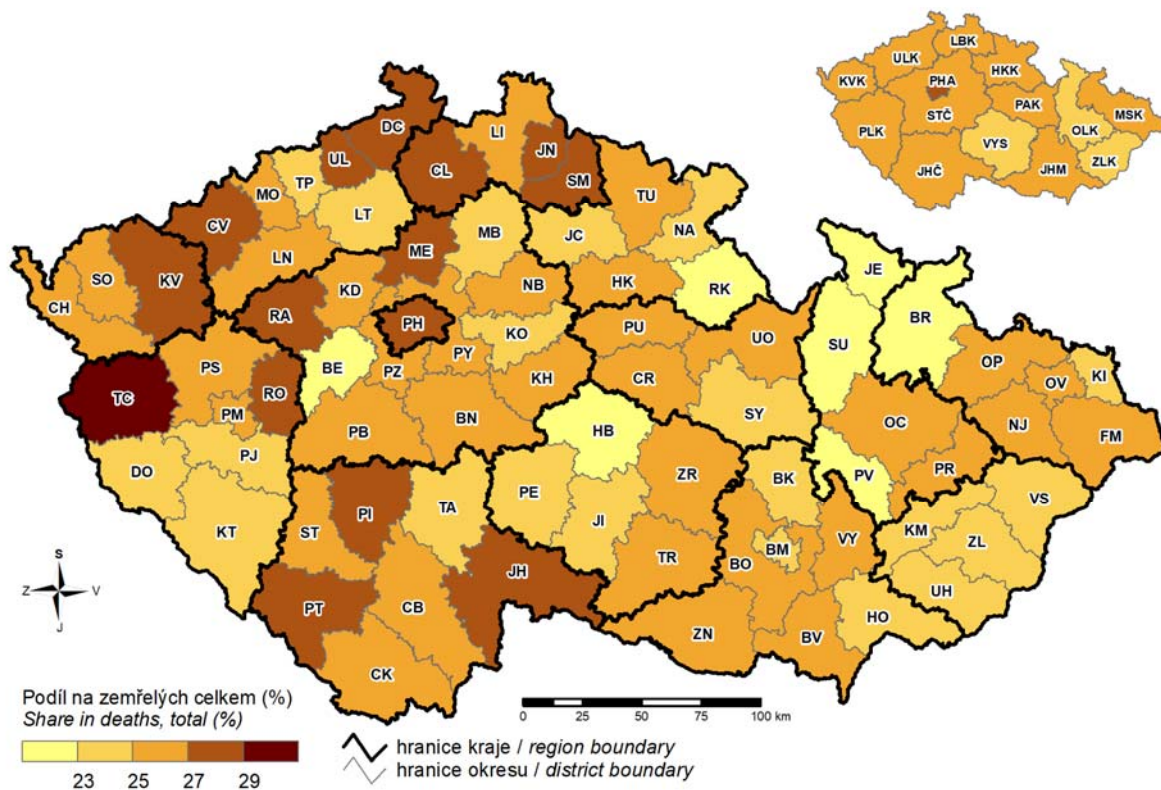 LBK
ULK
HKK
KVK
PHA
PAK
MSK
STČ
PLK
OLK
VYS
ZLK
JHČ
JHM
DC
LI
UL
JN
CL
TP
SM
MO
TU
LT
CV
MB
JC
NA
ME
LN
SO
KV
JE
KD
NB
HK
RK
CH
RA
BR
PH
KO
PU
UO
SU
OP
KI
PS
BE
PZ
PY
OV
TC
RO
KH
CR
PM
BN
SY
OC
NJ
FM
PB
HB
PJ
DO
PR
PV
BK
ZR
VS
PE
TA
PI
JI
KT
ST
KM
VY
ZL
BM
TR
BO
JH
UH
PT
CB
HO
ZN
BV
CK
S
Z V
J
Podíl na zemřelých celkem (%)
Share in deaths, total (%)
23 25 27 29
0 25 50 75 100 km
hranice kraje / region boundary
hranice okresu / district boundary